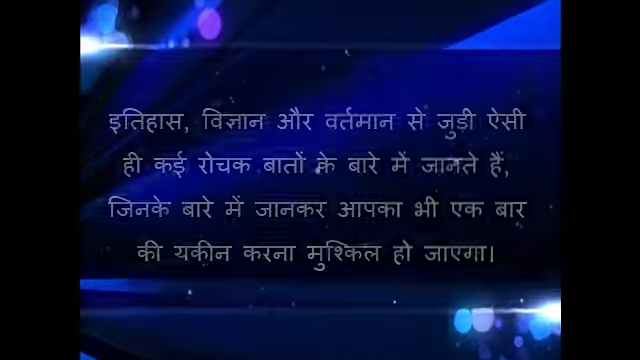 इतिहास, विज्ञान और वर्तमान से जुड़ी ऐसी
ही कई रोचक बातों के बारे में जानते हैं,
जिनके बारे में जानकर आपका भी एक बार
की यकीन करना मुश्किल हो जाएगा।